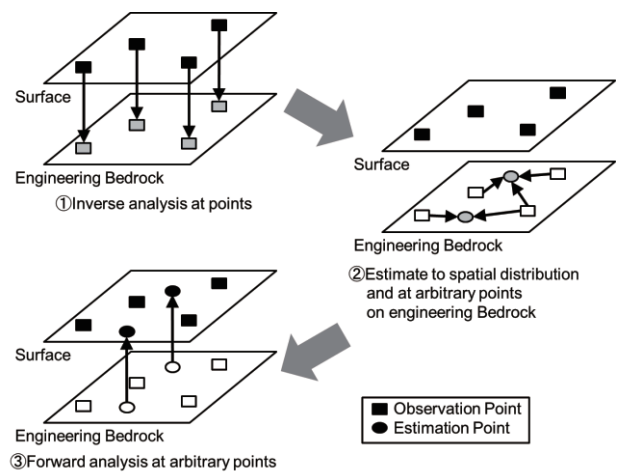 Surface
Engineering Bedrock
①Inverse analysis at points
Surface
Engineering Bedrock
②Estimate to spatial distribution
and at arbitrary points
on engineering Bedrock
Surface
Engineering Bedrock
③Forward analysis at arbitrary points
Observation Point
Estimation Point